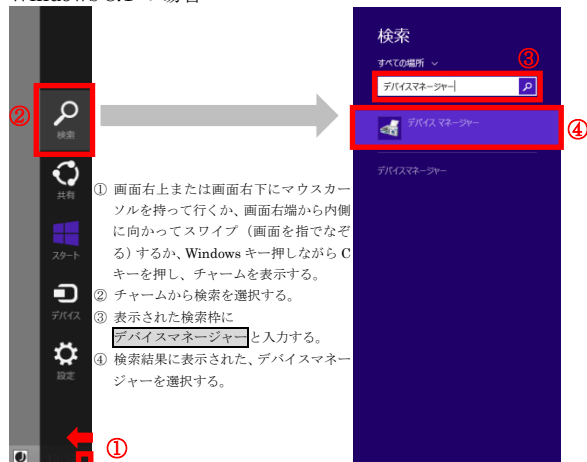 Windows 8.1 の場合
②
検索
共有
スタート
デバイス
設定
①
① 画面右上または画面右下にマウスカー
ソルを持って行くか、画面右端から内側
に向かってスワイプ（画面を指でなぞ
る）するか、Windows キー押しながら C
キーを押し、チャームを表示する。
② チャームから検索を選択する。
③ 表示された検索枠に
デバイスマネージャーと入力する。
④ 検索結果に表示された、デバイスマネー
ジャーを選択する。
検索
すべての場所
③
デバイスマネージャー
デバイス マネージャー
④
デバイスマネージャー